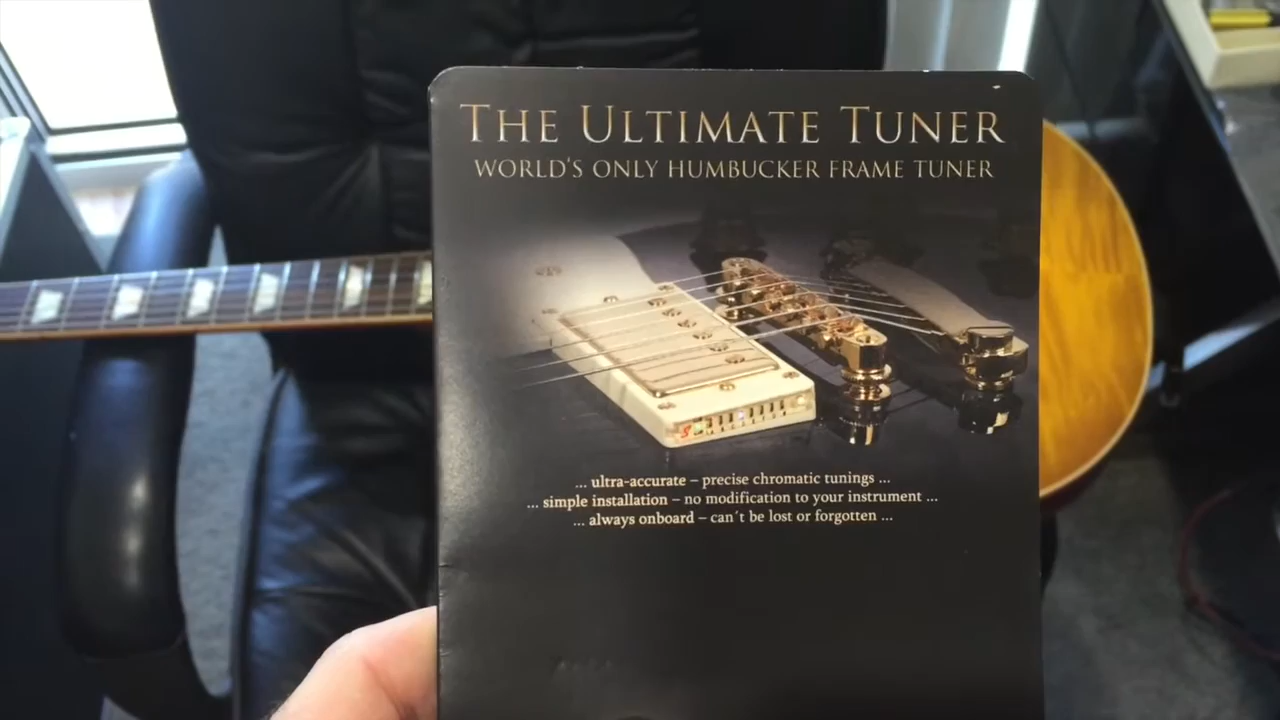 THE ULTIMATE TUNER
WORLD'S ONLY HUMBUCKER FRAME TUNER
... ultra-accurate – precise chromatic tunings ...
... simple installation – no modification to your instrument ...
... always onboard – can´t be lost or forgotten ...